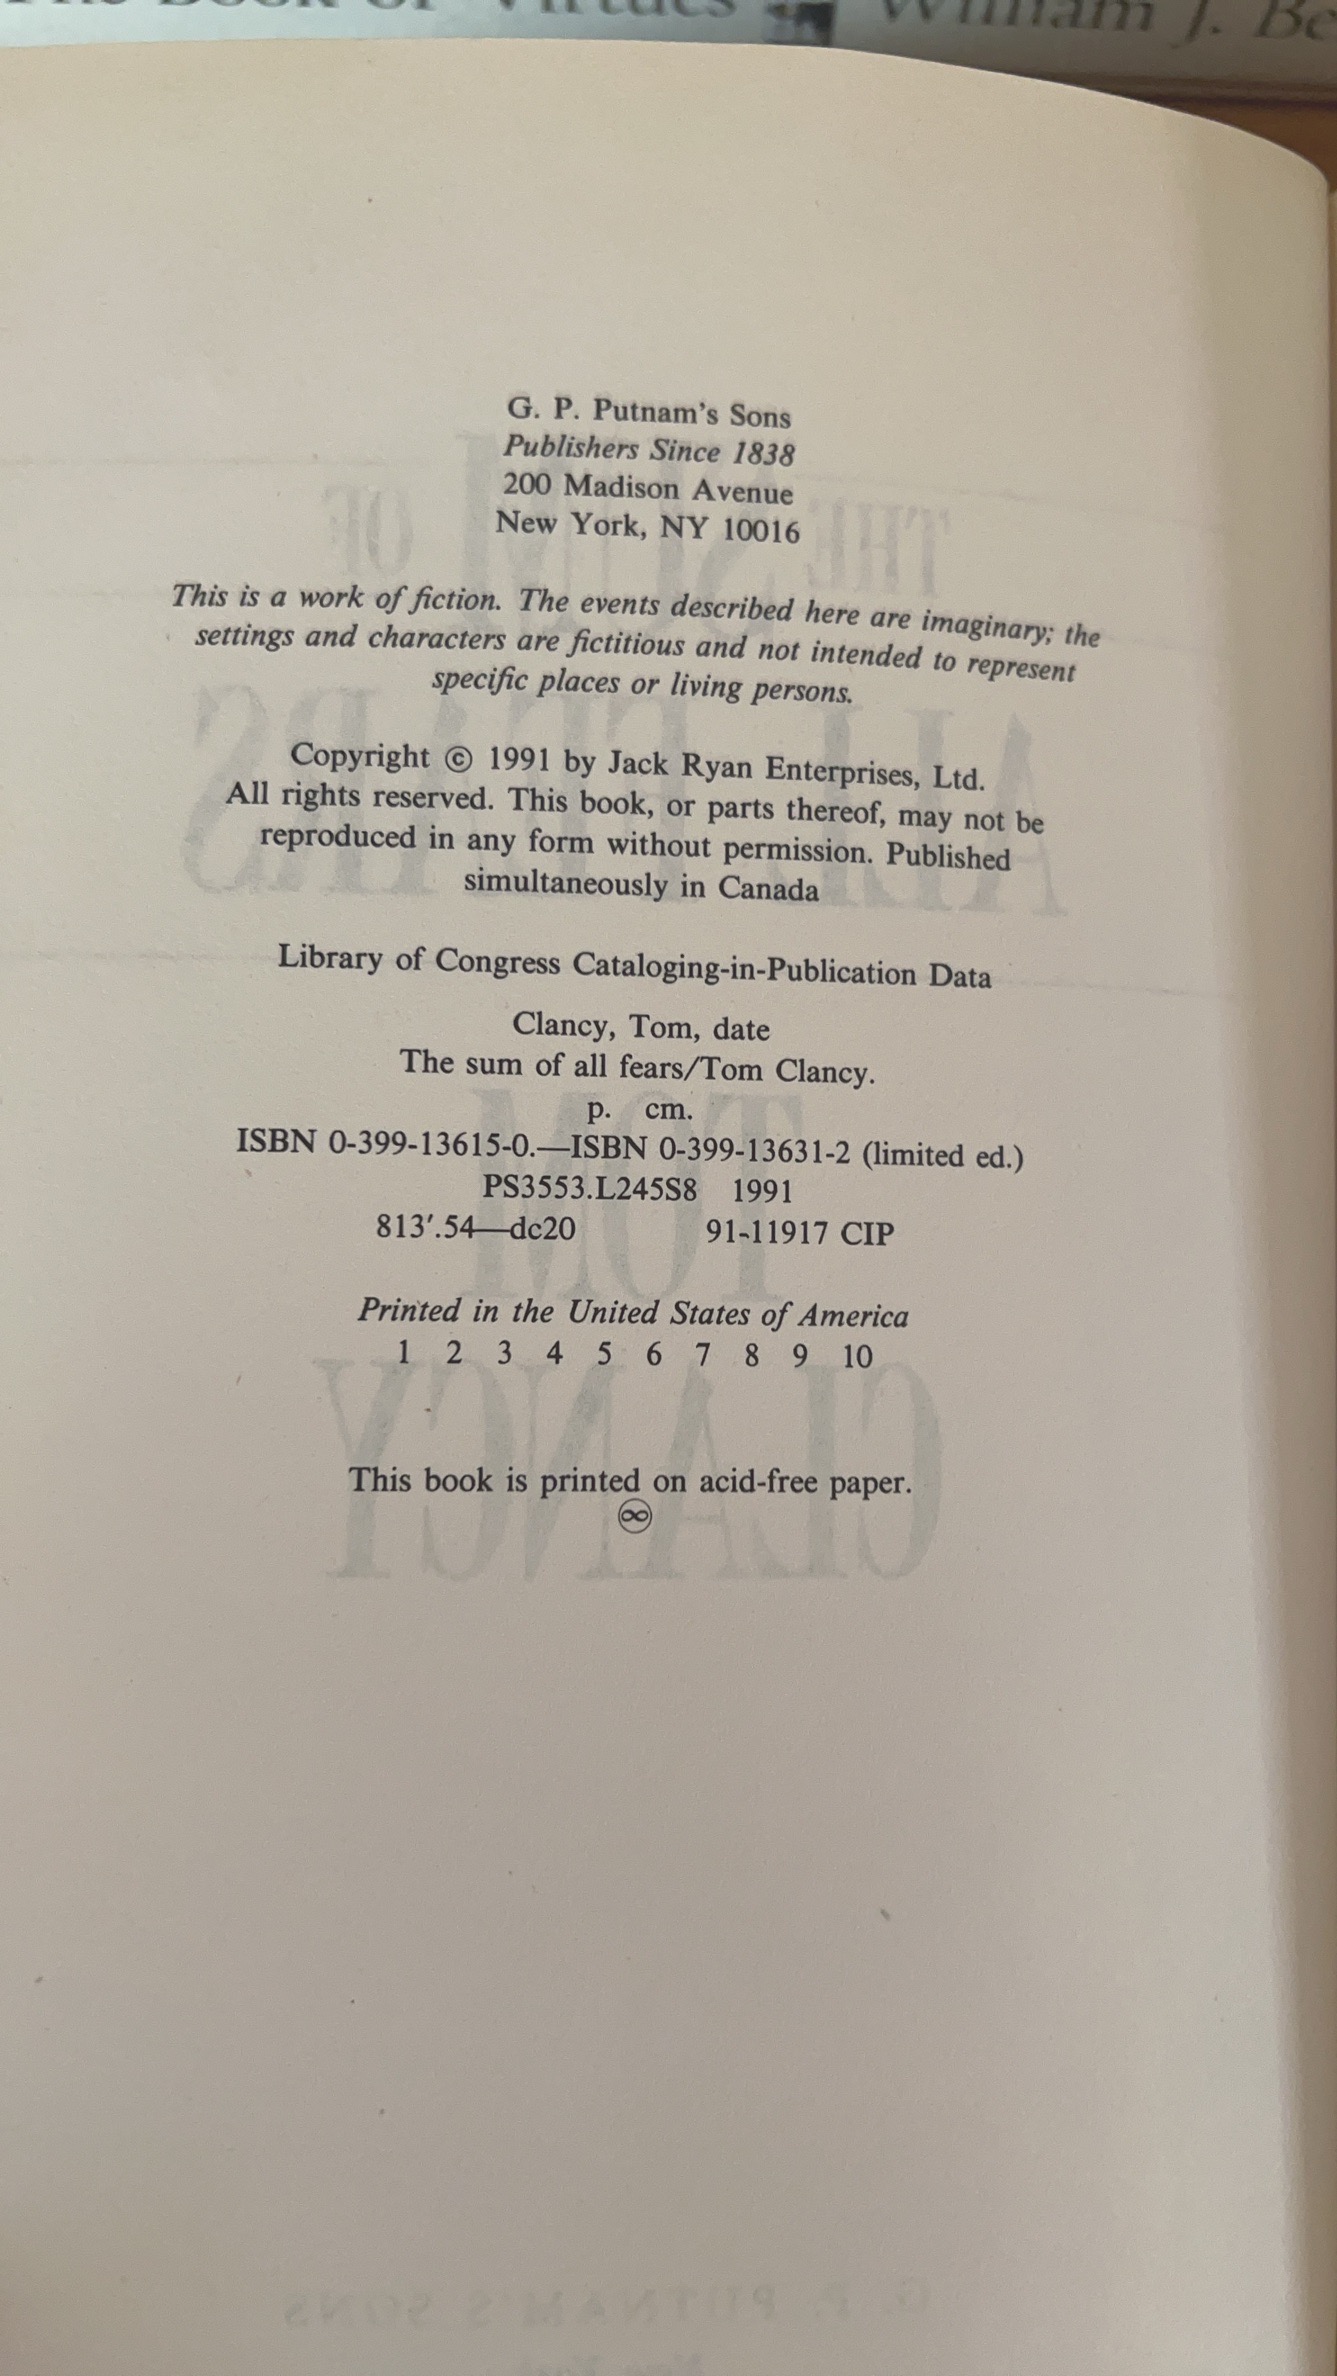 The Book of Virtues William J. Be
G. P. Putnam's Sons
Publishers Since 1838
200 Madison Avenue
New York, NY 10016
This is a work of fiction. The events described here are imaginary; the
settings and characters are fictitious and not intended to represent
specific places or living persons.
Copyright © 1991 by Jack Ryan Enterprises, Ltd.
All rights reserved. This book, or parts thereof, may not be
reproduced in any form without permission. Published
simultaneously in Canada
Library of Congress Cataloging-in-Publication Data
Clancy, Tom, date
The sum of all fears/Tom Clancy.
p. cm.
ISBN 0-399-13615-0.—ISBN 0-399-13631-2 (limited ed.)
PS3553.L245S8 1991
813′.54—dc20 91-11917 CIP
Printed in the United States of America
1 2 3 4 5 6 7 8 9 10
This book is printed on acid-free paper.
♾